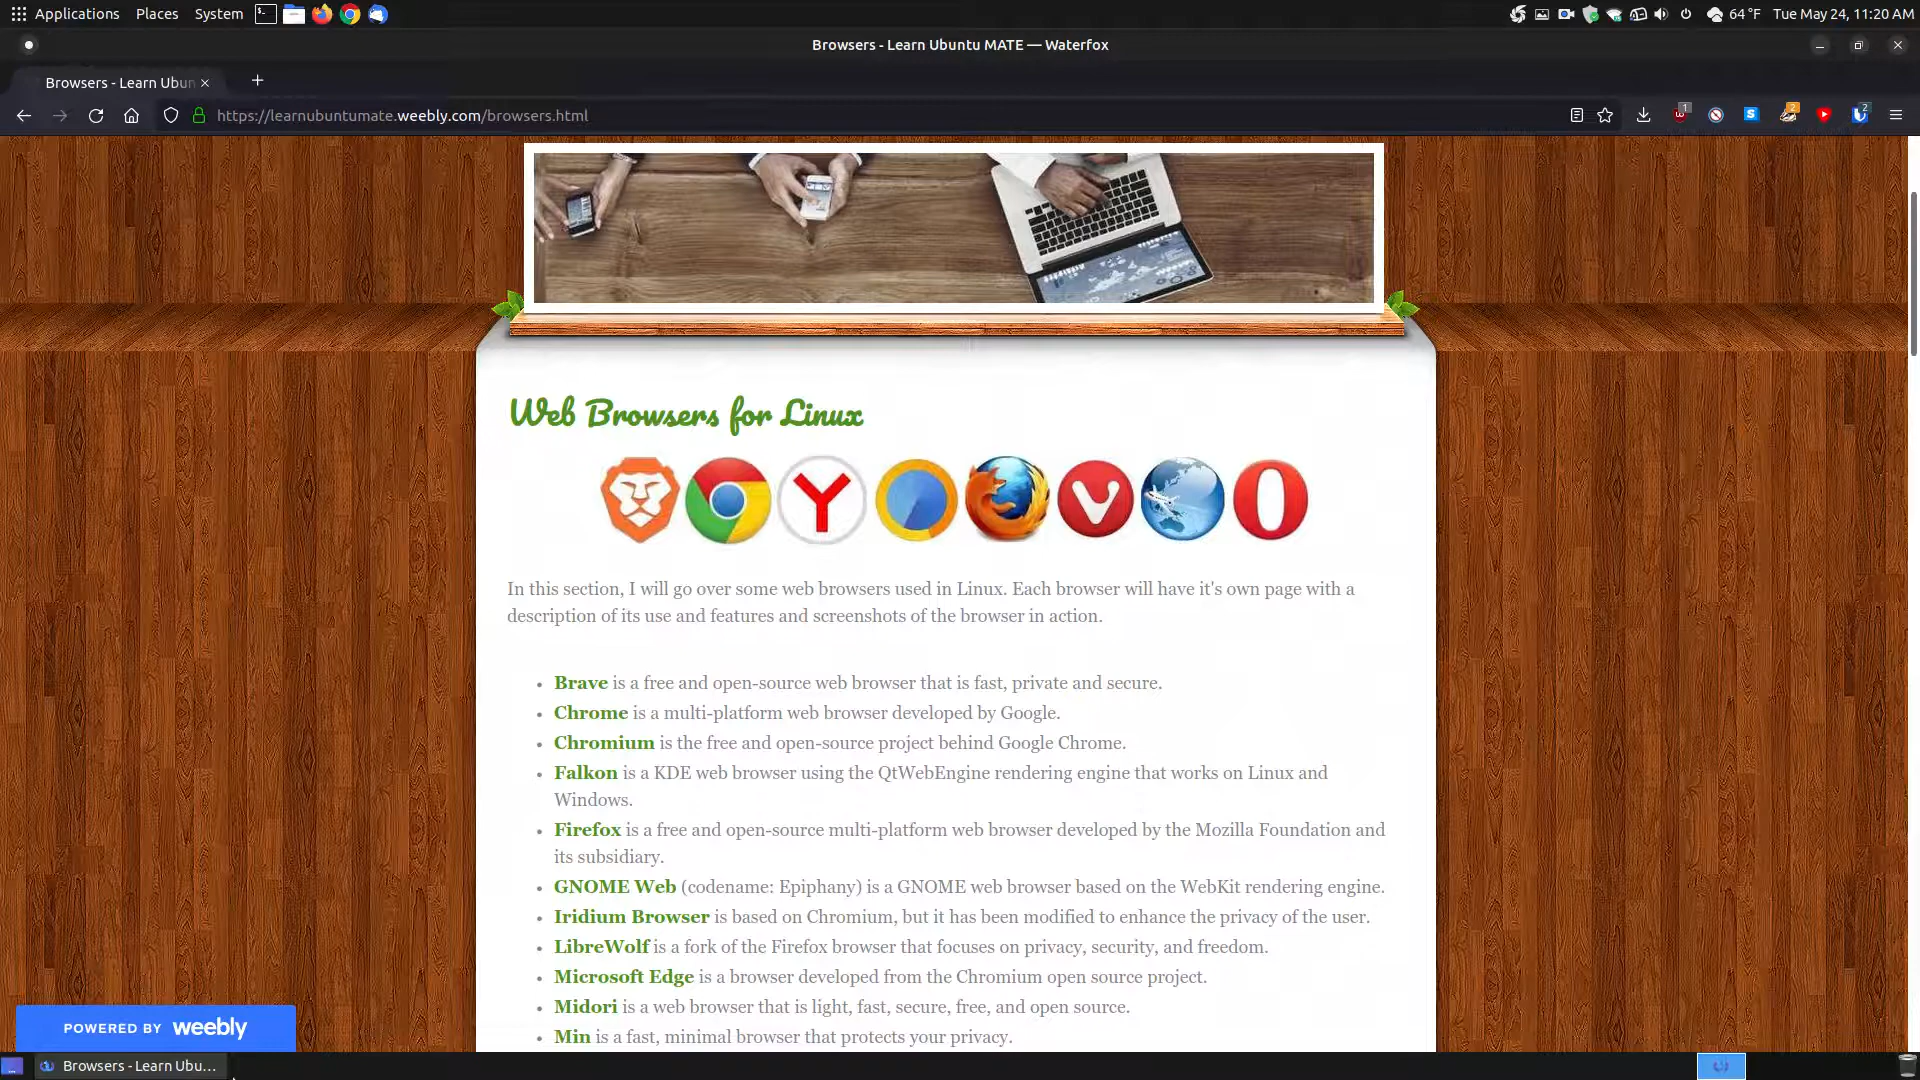 Applications Places System
64 °F Tue May 24, 11:20 AM
Browsers - Learn Ubuntu MATE — Waterfox
Browsers - Learn Ubun
https://learnubuntumate.weebly.com/browsers.html
1
S
2
2
Web Browsers for Linux
In this section, I will go over some web browsers used in Linux. Each browser will have it's own page with a
description of its use and features and screenshots of the browser in action.
• Brave is a free and open-source web browser that is fast, private and secure.
• Chrome is a multi-platform web browser developed by Google.
• Chromium is the free and open-source project behind Google Chrome.
• Falkon is a KDE web browser using the QtWebEngine rendering engine that works on Linux and
Windows.
• Firefox is a free and open-source multi-platform web browser developed by the Mozilla Foundation and
its subsidiary.
• GNOME Web (codename: Epiphany) is a GNOME web browser based on the WebKit rendering engine.
• Iridium Browser is based on Chromium, but it has been modified to enhance the privacy of the user.
• LibreWolf is a fork of the Firefox browser that focuses on privacy, security, and freedom.
• Microsoft Edge is a browser developed from the Chromium open source project.
• Midori is a web browser that is light, fast, secure, free, and open source.
• Min is a fast, minimal browser that protects your privacy.
POWERED BY weebly
Browsers - Learn Ubu...